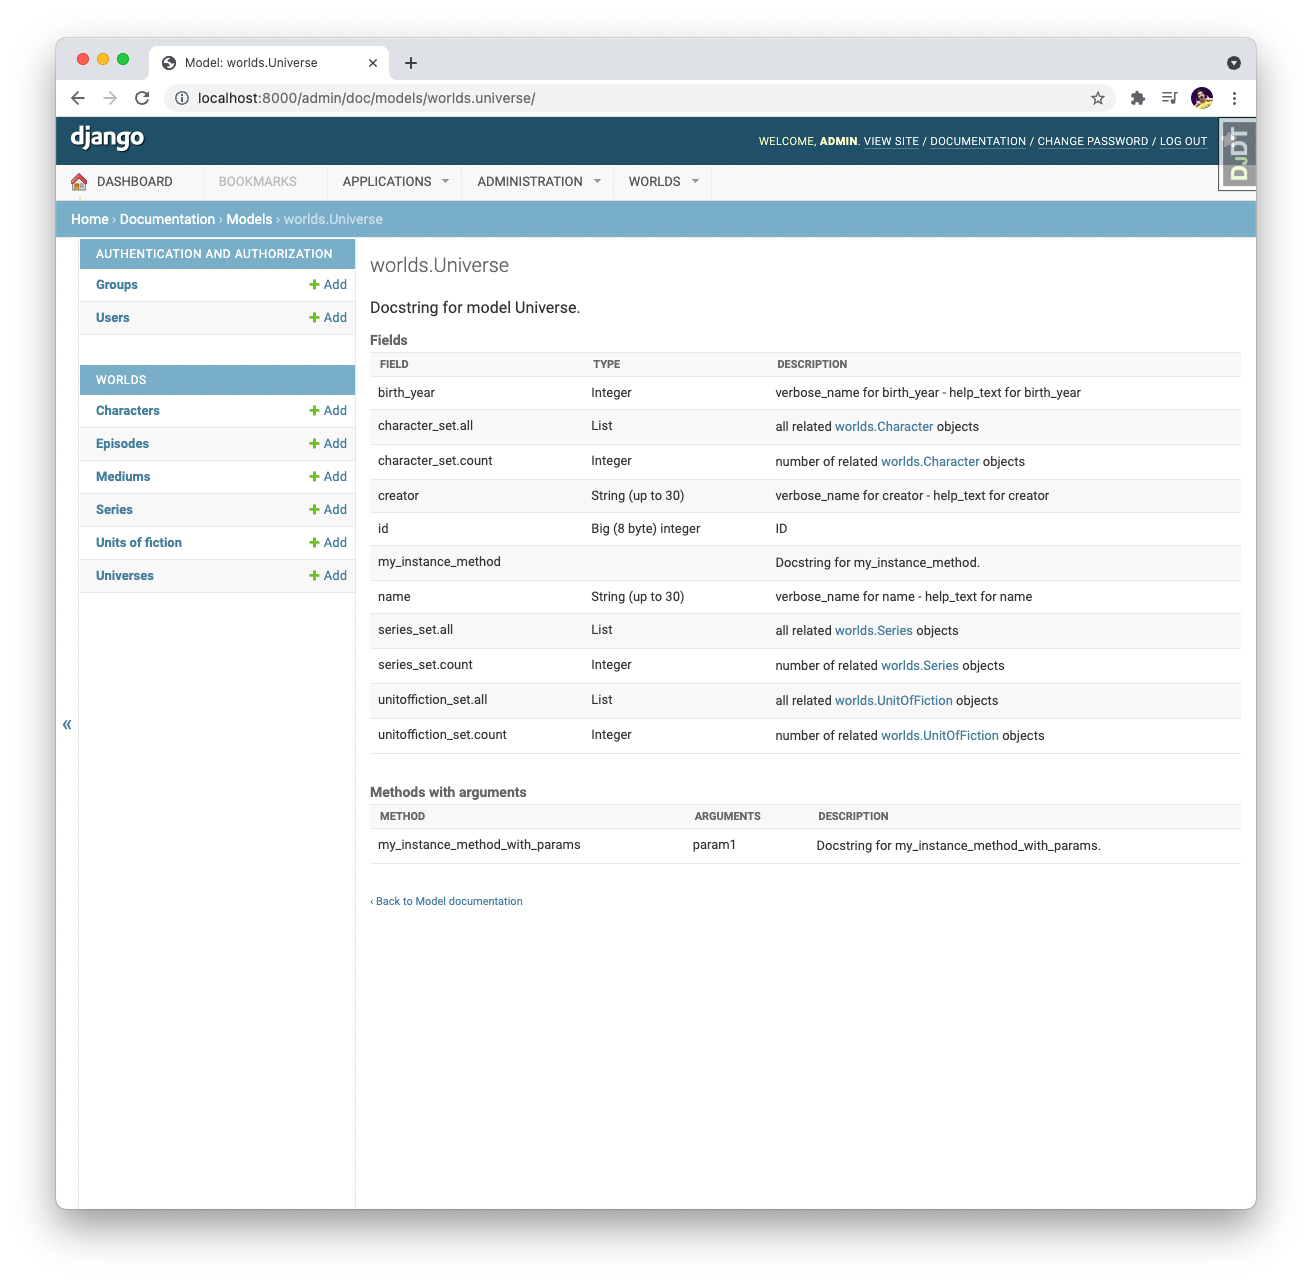 Model: worlds.Universe
localhost:8000/admin/doc/models/worlds.universe/
django
WELCOME, ADMIN. VIEW SITE / DOCUMENTATION / CHANGE PASSWORD / LOG OUT
DjDT
DASHBOARD BOOKMARKS APPLICATIONS ADMINISTRATION WORLDS
Home › Documentation › Models › worlds.Universe
AUTHENTICATION AND AUTHORIZATION
Groups Add
Users Add
WORLDS
Characters Add
Episodes Add
Mediums Add
Series Add
Units of fiction Add
Universes Add
«
worlds.Universe
Docstring for model Universe.
Fields
FIELD TYPE DESCRIPTION
birth_year Integer verbose_name for birth_year - help_text for birth_year
character_set.all List all related worlds.Character objects
character_set.count Integer number of related worlds.Character objects
creator String (up to 30) verbose_name for creator - help_text for creator
id Big (8 byte) integer ID
my_instance_method Docstring for my_instance_method.
name String (up to 30) verbose_name for name - help_text for name
series_set.all List all related worlds.Series objects
series_set.count Integer number of related worlds.Series objects
unitoffiction_set.all List all related worlds.UnitOfFiction objects
unitoffiction_set.count Integer number of related worlds.UnitOfFiction objects
Methods with arguments
METHOD ARGUMENTS DESCRIPTION
my_instance_method_with_params param1 Docstring for my_instance_method_with_params.
‹ Back to Model documentation